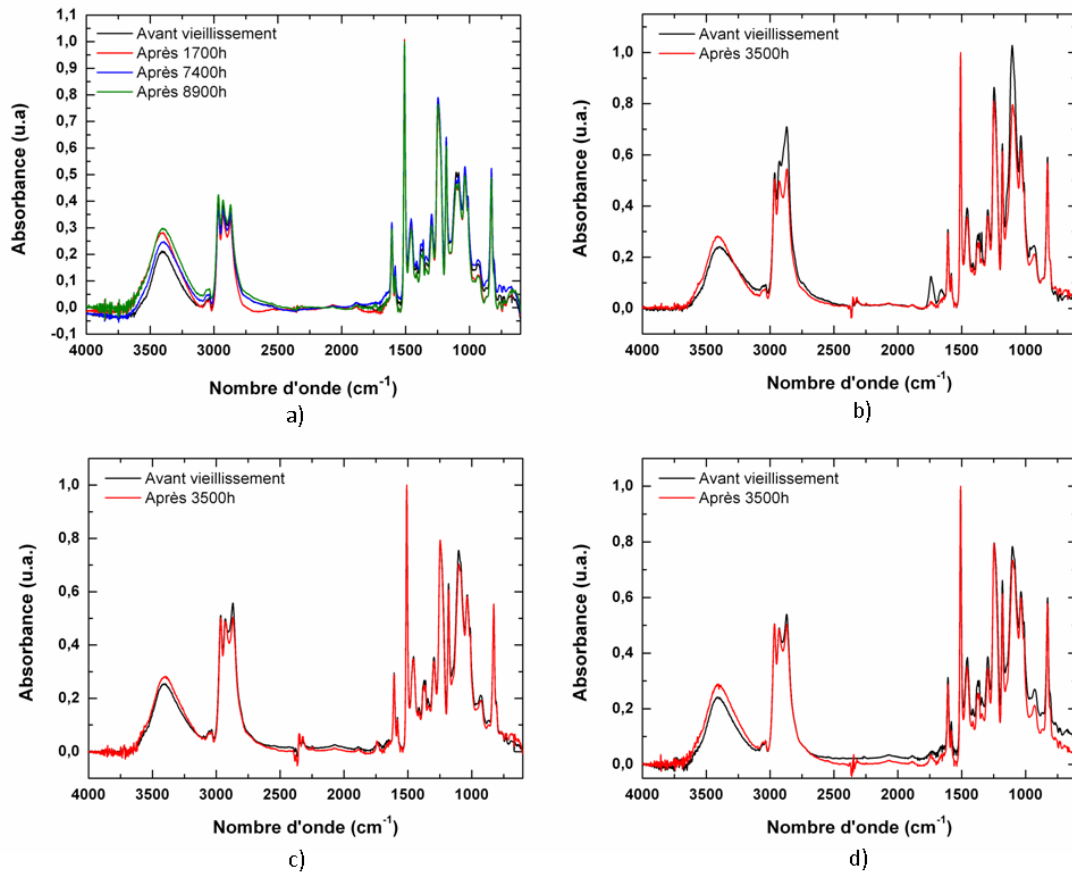 Avant vieillissement
Après 1700h
Après 7400h
Après 8900h
Absorbance (u.a)
1,1
1,0
0,9
0,8
0,7
0,6
0,5
0,4
0,3
0,2
0,1
0,0
-0,1
4000 3500 3000 2500 2000 1500 1000
Nombre d'onde (cm⁻¹)
a)
Avant vieillissement
Après 3500h
Absorbance (u.a.)
1,0
0,8
0,6
0,4
0,2
0,0
4000 3500 3000 2500 2000 1500 1000
Nombre d'onde (cm⁻¹)
b)
Avant vieillissement
Après 3500h
Absorbance (u.a.)
1,0
0,8
0,6
0,4
0,2
0,0
4000 3500 3000 2500 2000 1500 1000
Nombre d'onde (cm⁻¹)
c)
Avant vieillissement
Après 3500h
Absorbance (u.a.)
1,0
0,8
0,6
0,4
0,2
0,0
4000 3500 3000 2500 2000 1500 1000
Nombre d'onde (cm⁻¹)
d)